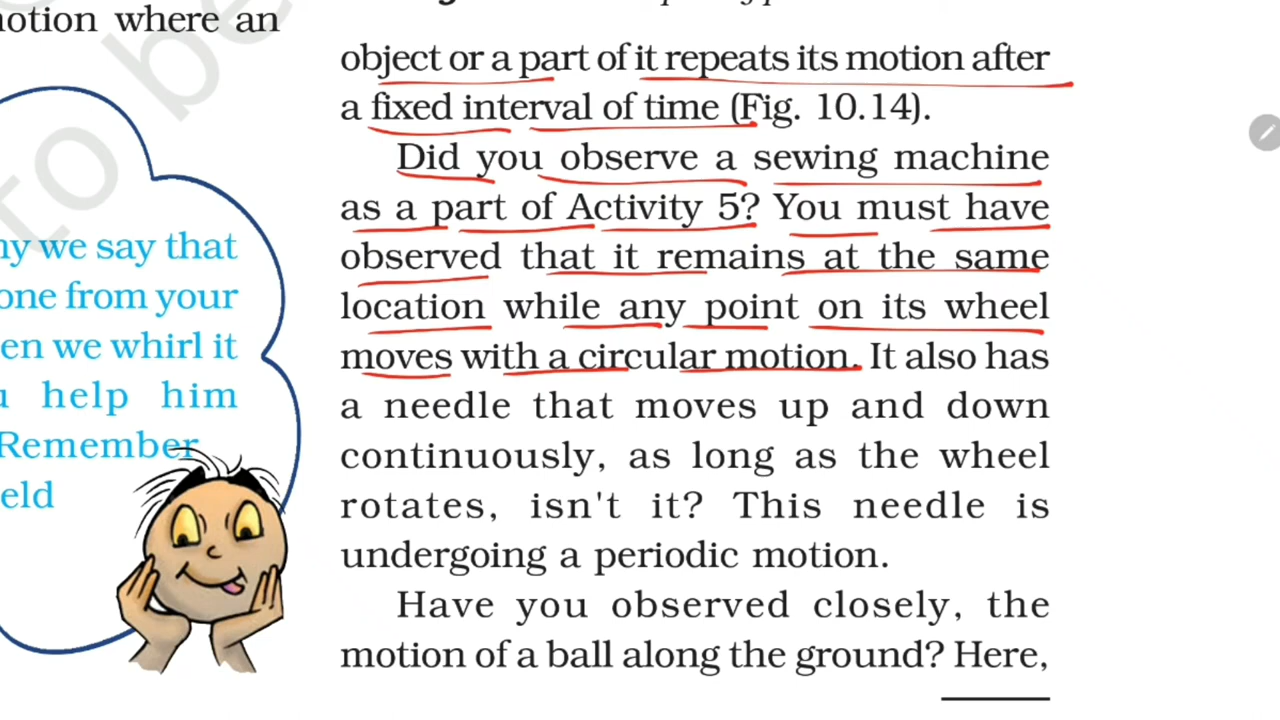 motion where an
object or a part of it repeats its motion after
a fixed interval of time (Fig. 10.14).
Did you observe a sewing machine
as a part of Activity 5? You must have
observed that it remains at the same
location while any point on its wheel
moves with a circular motion. It also has
a needle that moves up and down
continuously, as long as the wheel
rotates, isn't it? This needle is
undergoing a periodic motion.
Have you observed closely, the
motion of a ball along the ground? Here,
we say that
one from your
we whirl it
help him
Remember
to be